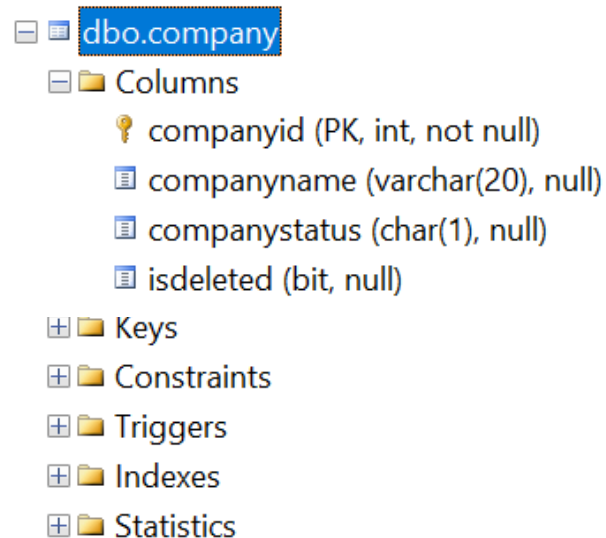 dbo.company
Columns
companyid (PK, int, not null)
companyname (varchar(20), null)
companystatus (char(1), null)
isdeleted (bit, null)
Keys
Constraints
Triggers
Indexes
Statistics